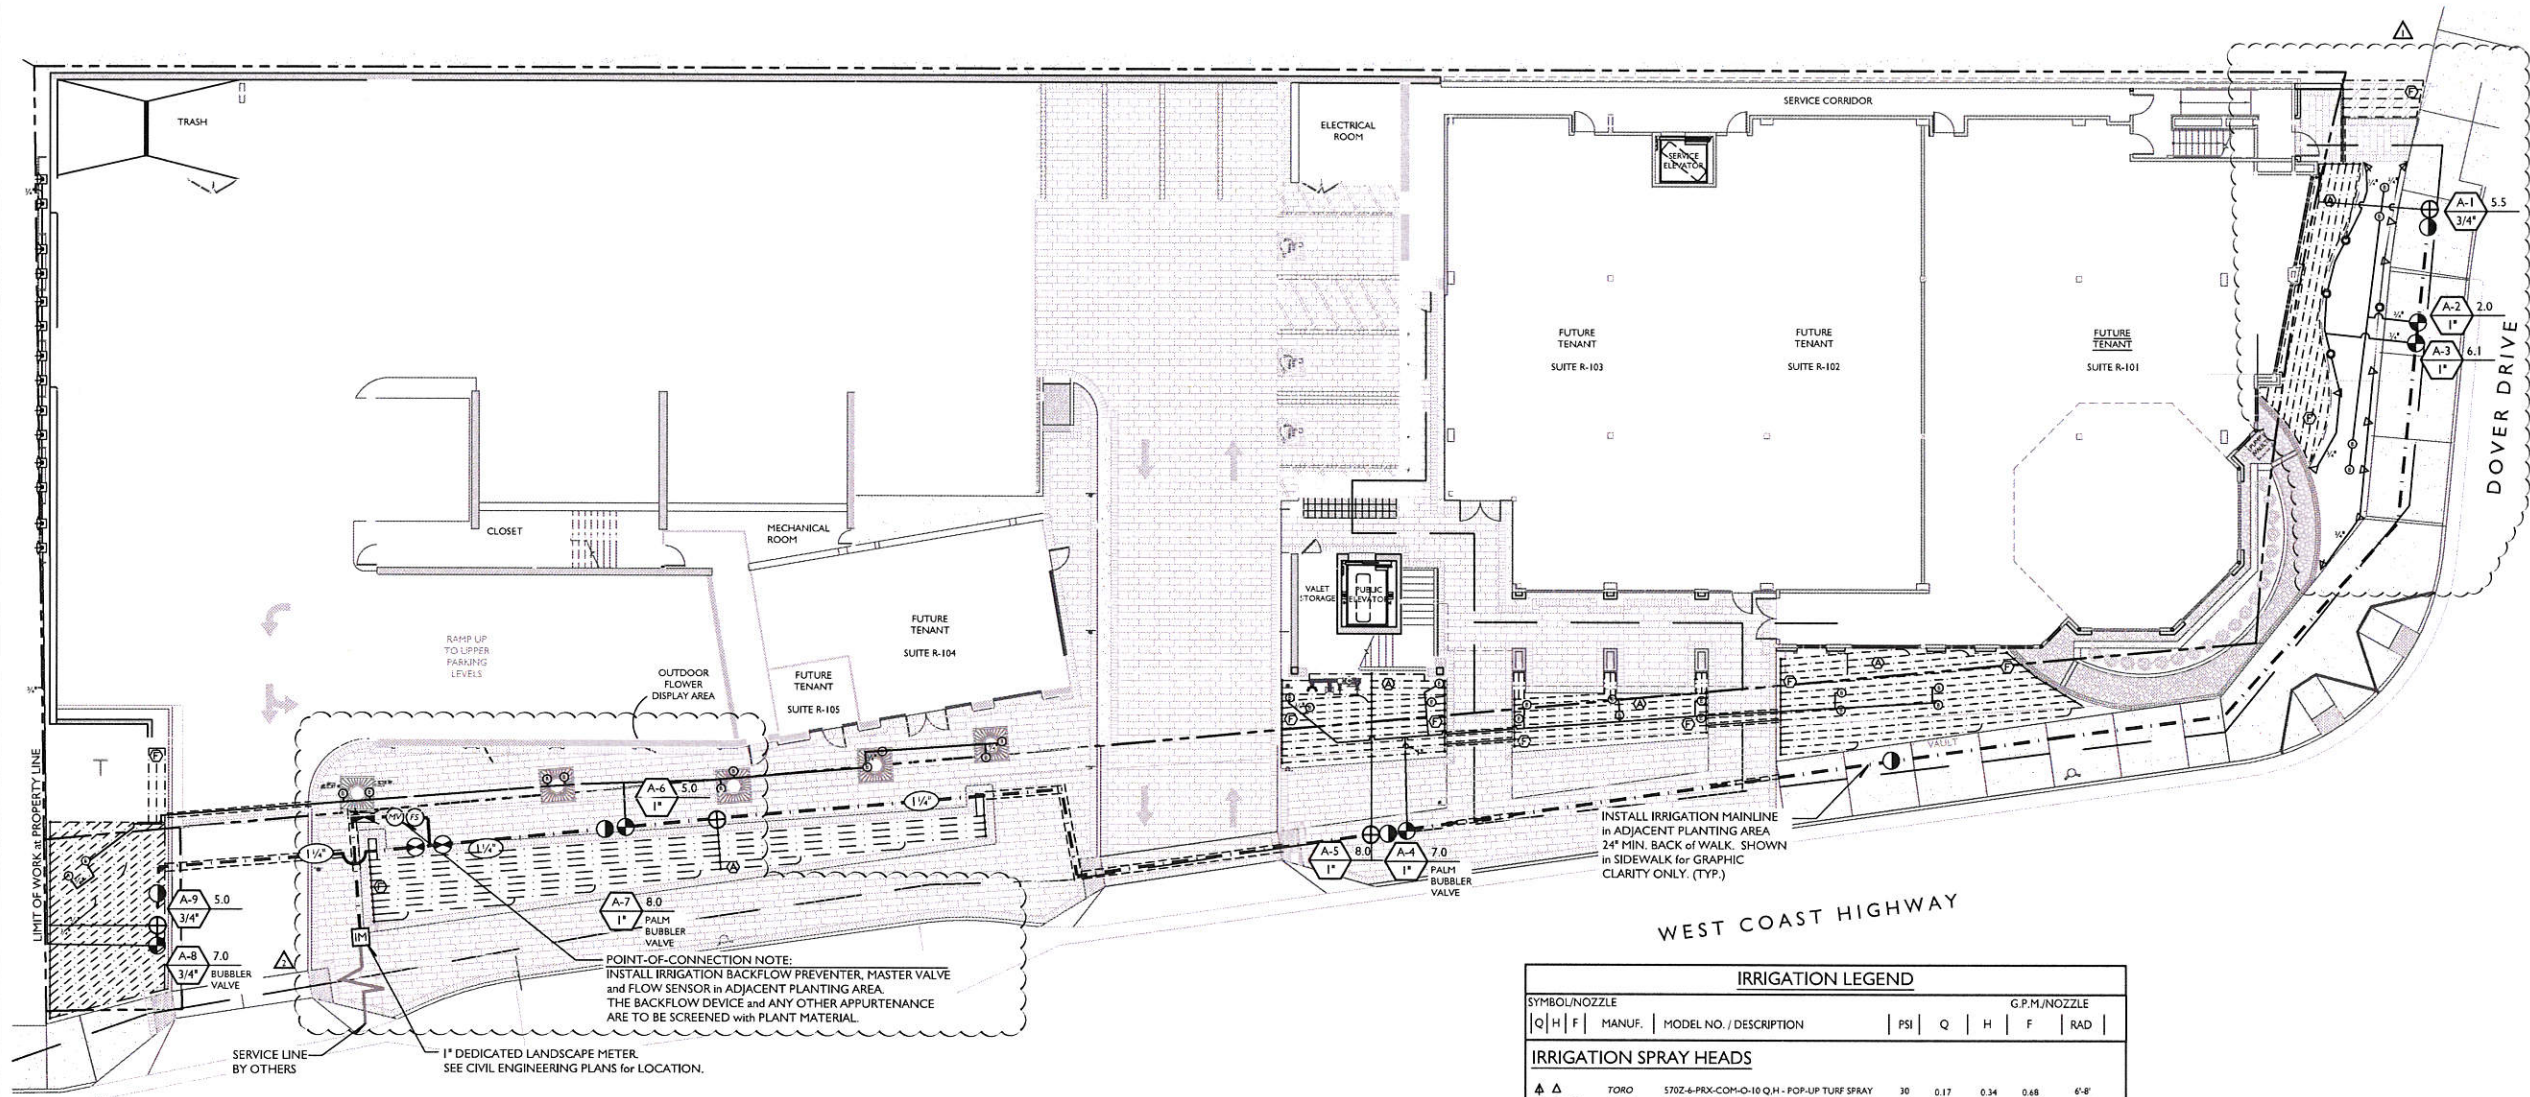 TRASH
ELECTRICAL
ROOM
SERVICE CORRIDOR
SERVICE
ELEVATOR
1
A-1 5.5
3/4"
A-2 2.0
1"
A-3 6.1
1"
DOVER DRIVE
FUTURE
TENANT
SUITE R-103
FUTURE
TENANT
SUITE R-102
FUTURE
TENANT
SUITE R-101
CLOSET
MECHANICAL
ROOM
VALET
STORAGE
PUBLIC
ELEVATOR
RAMP UP
TO UPPER
PARKING
LEVELS
FUTURE
TENANT
SUITE R-104
FUTURE
TENANT
SUITE R-105
OUTDOOR
FLOWER
DISPLAY AREA
VAULT
LIMIT OF WORK at PROPERTY LINE
T
MV
FS
1 1/4"
1 1/4"
1 1/4"
A-6 5.0
1"
A-5 8.0
1"
A-4 7.0
1"
PALM
BUBBLER
VALVE
INSTALL IRRIGATION MAINLINE
in ADJACENT PLANTING AREA
24" MIN. BACK of WALK. SHOWN
in SIDEWALK for GRAPHIC
CLARITY ONLY. (TYP.)
WEST COAST HIGHWAY
A-9 5.0
3/4"
A-8 7.0
3/4"
BUBBLER
VALVE
2
A-7 8.0
1"
PALM
BUBBLER
VALVE
IM
POINT-OF-CONNECTION NOTE:
INSTALL IRRIGATION BACKFLOW PREVENTER, MASTER VALVE
and FLOW SENSOR in ADJACENT PLANTING AREA.
THE BACKFLOW DEVICE and ANY OTHER APPURTENANCE
ARE TO BE SCREENED with PLANT MATERIAL.
SERVICE LINE
BY OTHERS
1" DEDICATED LANDSCAPE METER.
SEE CIVIL ENGINEERING PLANS for LOCATION.
IRRIGATION LEGEND
SYMBOL/NOZZLE G.P.M./NOZZLE
Q H F MANUF. MODEL NO. / DESCRIPTION PSI Q H F RAD
IRRIGATION SPRAY HEADS
TORO 570Z-6-PRX-COM-O-10 Q,H - POP-UP TURF SPRAY 30 0.17 0.34 0.68 6'-8'